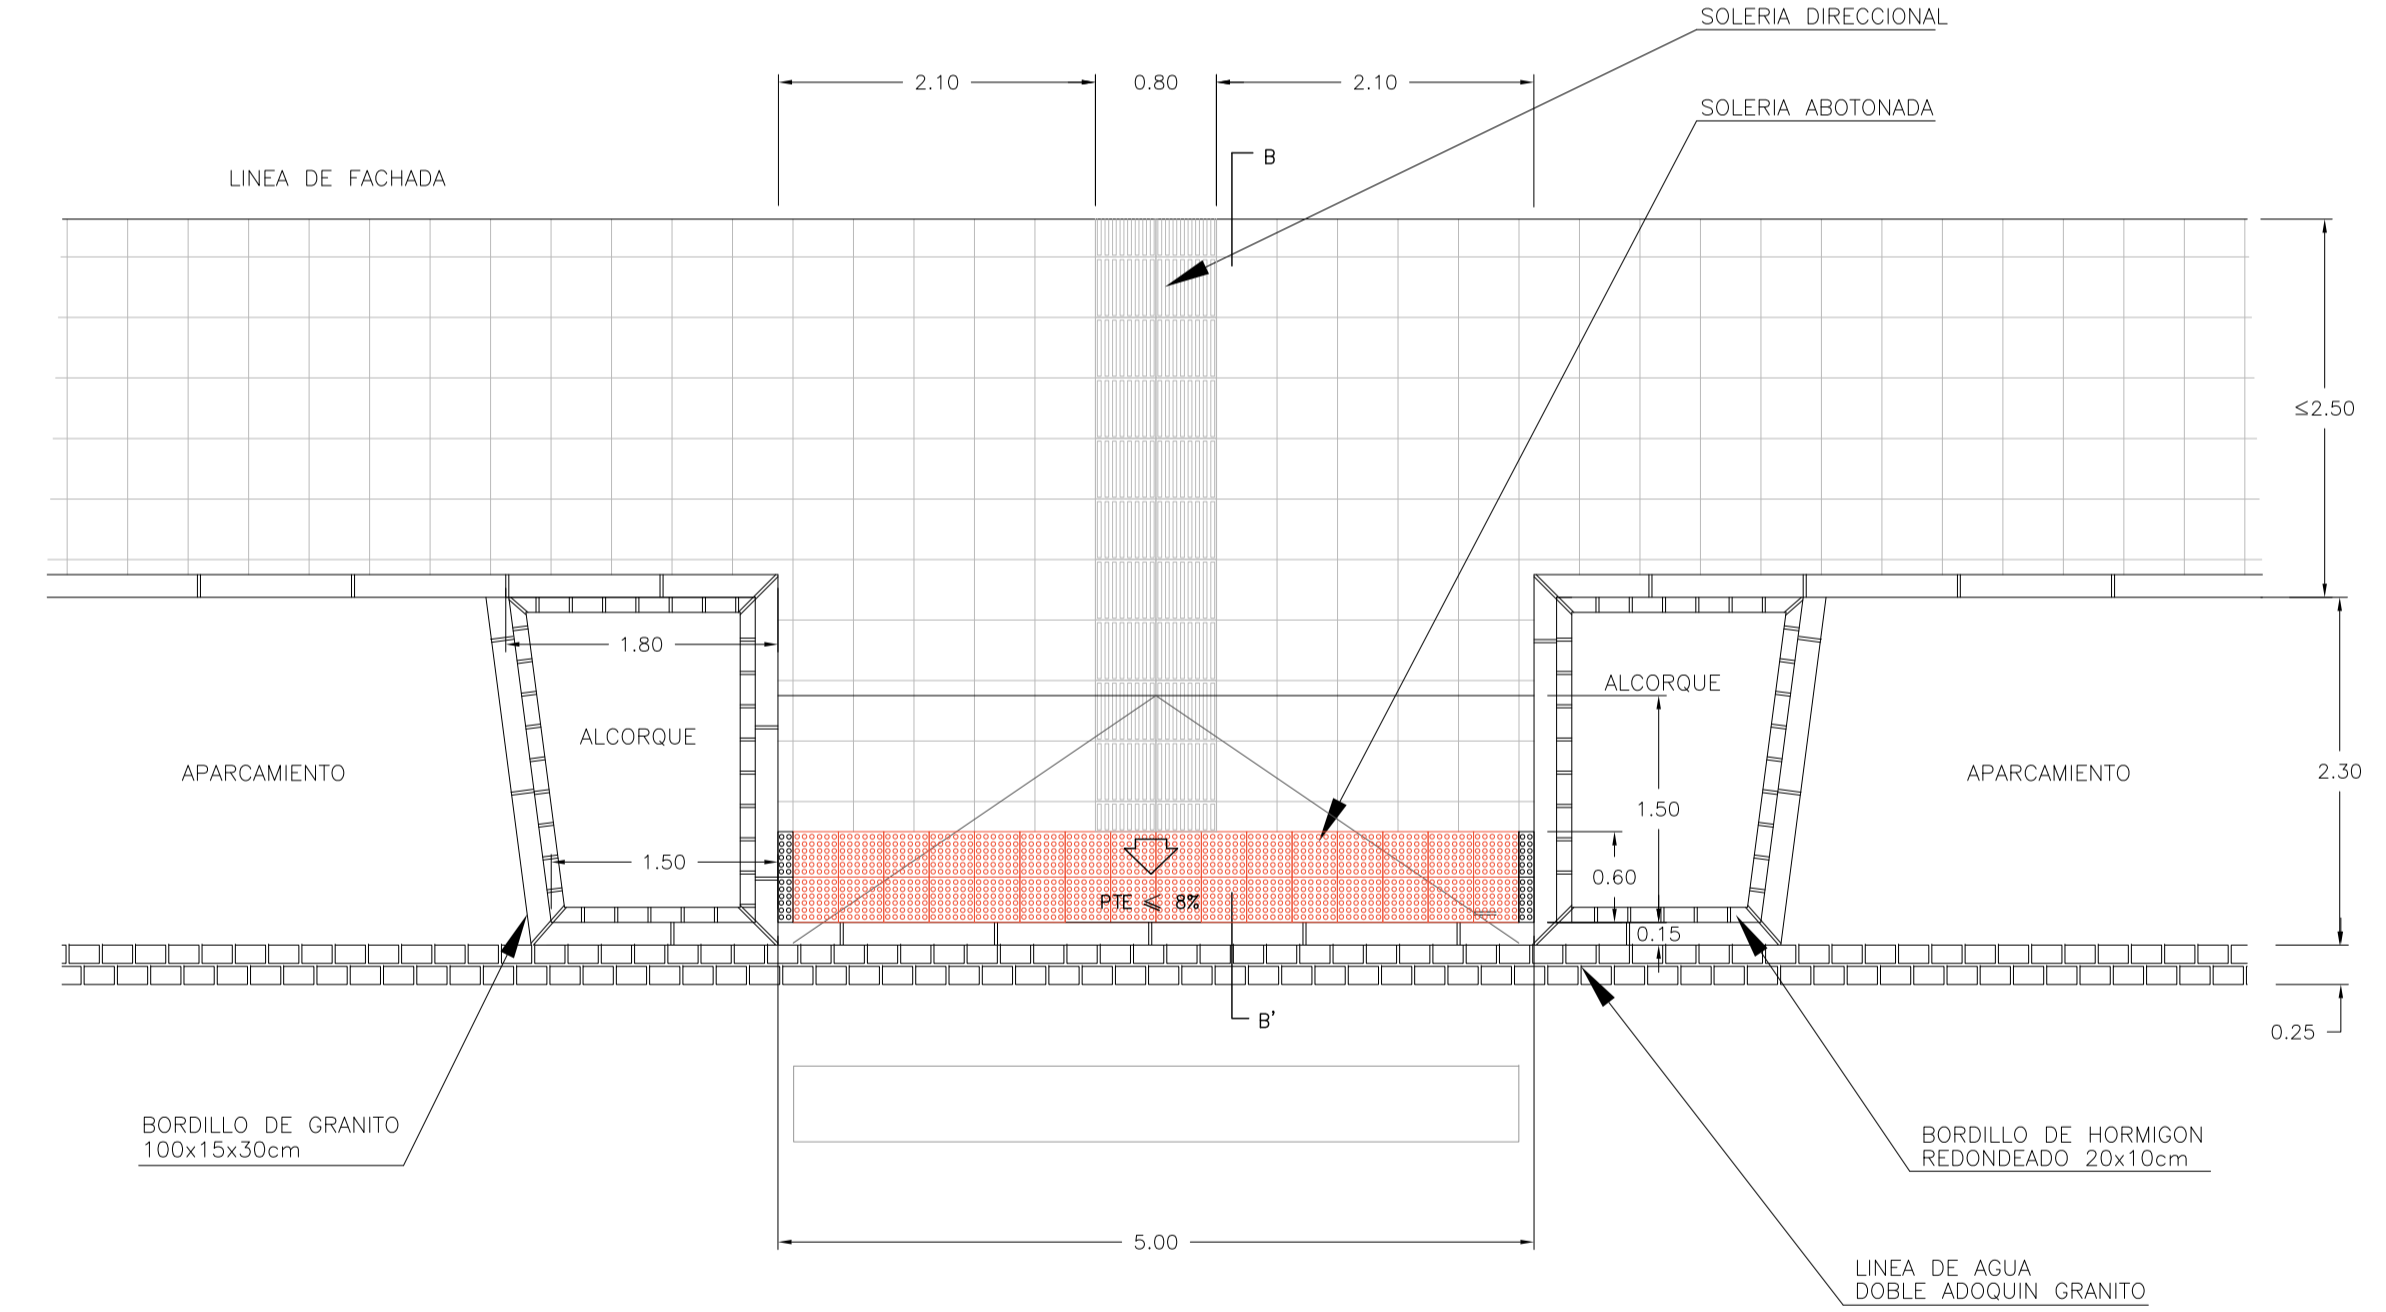 SOLERIA DIRECCIONAL
2.10
0.80
2.10
SOLERIA ABOTONADA
B
LINEA DE FACHADA
≤2.50
1.80
ALCORQUE
ALCORQUE
APARCAMIENTO
APARCAMIENTO
2.30
1.50
1.50
0.60
PTE ⩽ 8%
0.15
B'
0.25
BORDILLO DE GRANITO
100x15x30cm
BORDILLO DE HORMIGON
REDONDEADO 20x10cm
5.00
LINEA DE AGUA
DOBLE ADOQUIN GRANITO